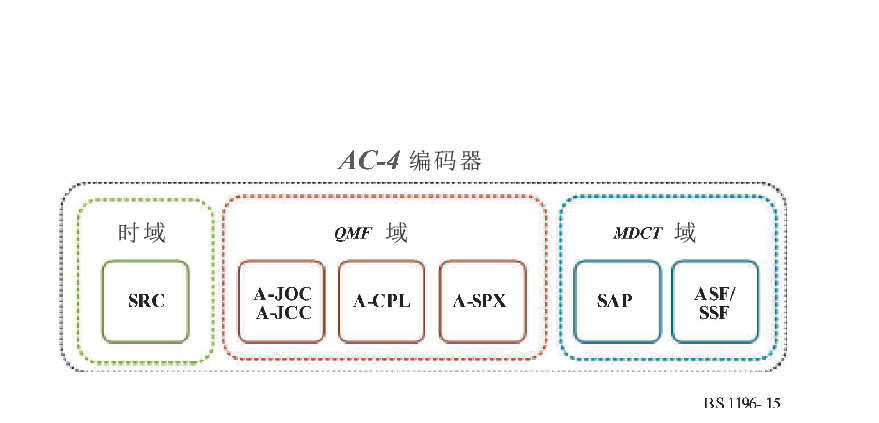 AC-4 编码器
时域
QMF 域
MDCT 域
SRC
A-JOC
A-JCC
A-CPL
A-SPX
SAP
ASF/
SSF
BS 1196-15